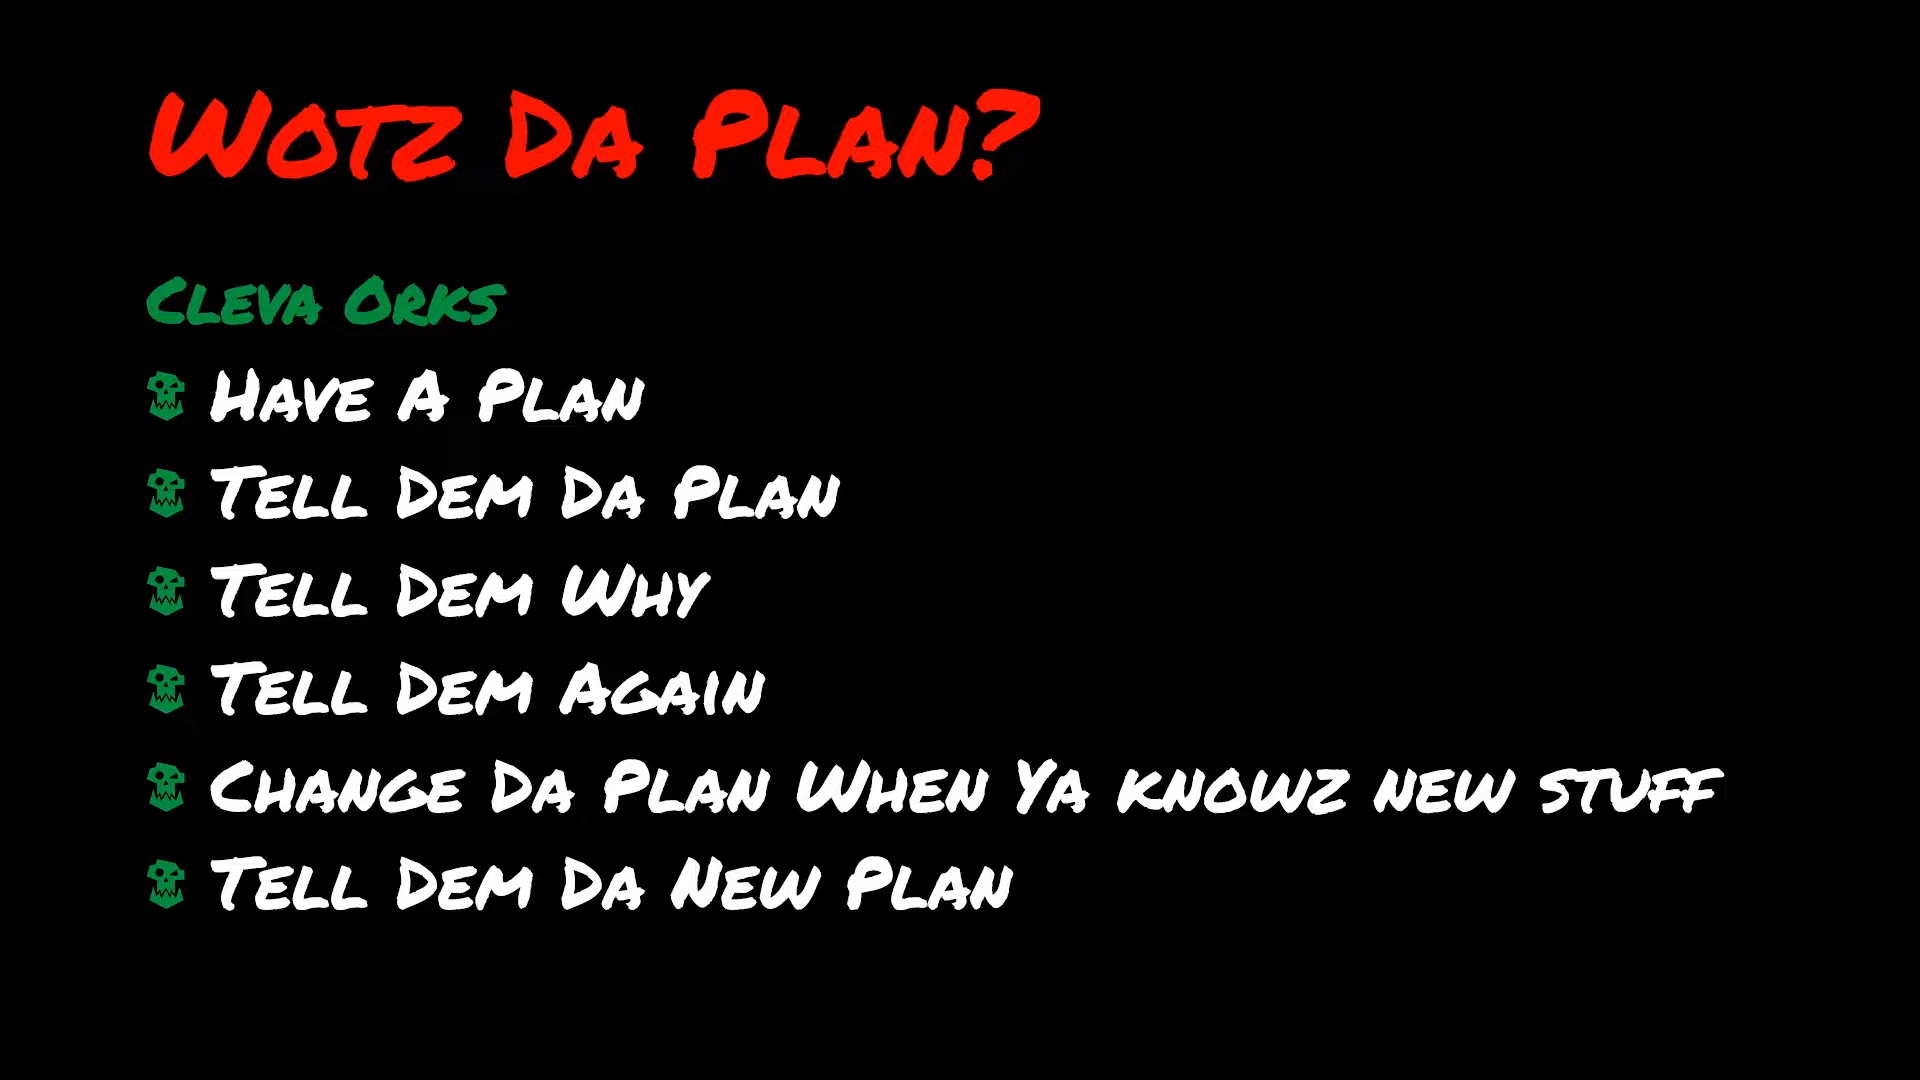 Wotz Da Plan?
Cleva Orks
Have A Plan
Tell Dem Da Plan
Tell Dem Why
Tell Dem Again
Change Da Plan When Ya knowz new stuff
Tell Dem Da New Plan